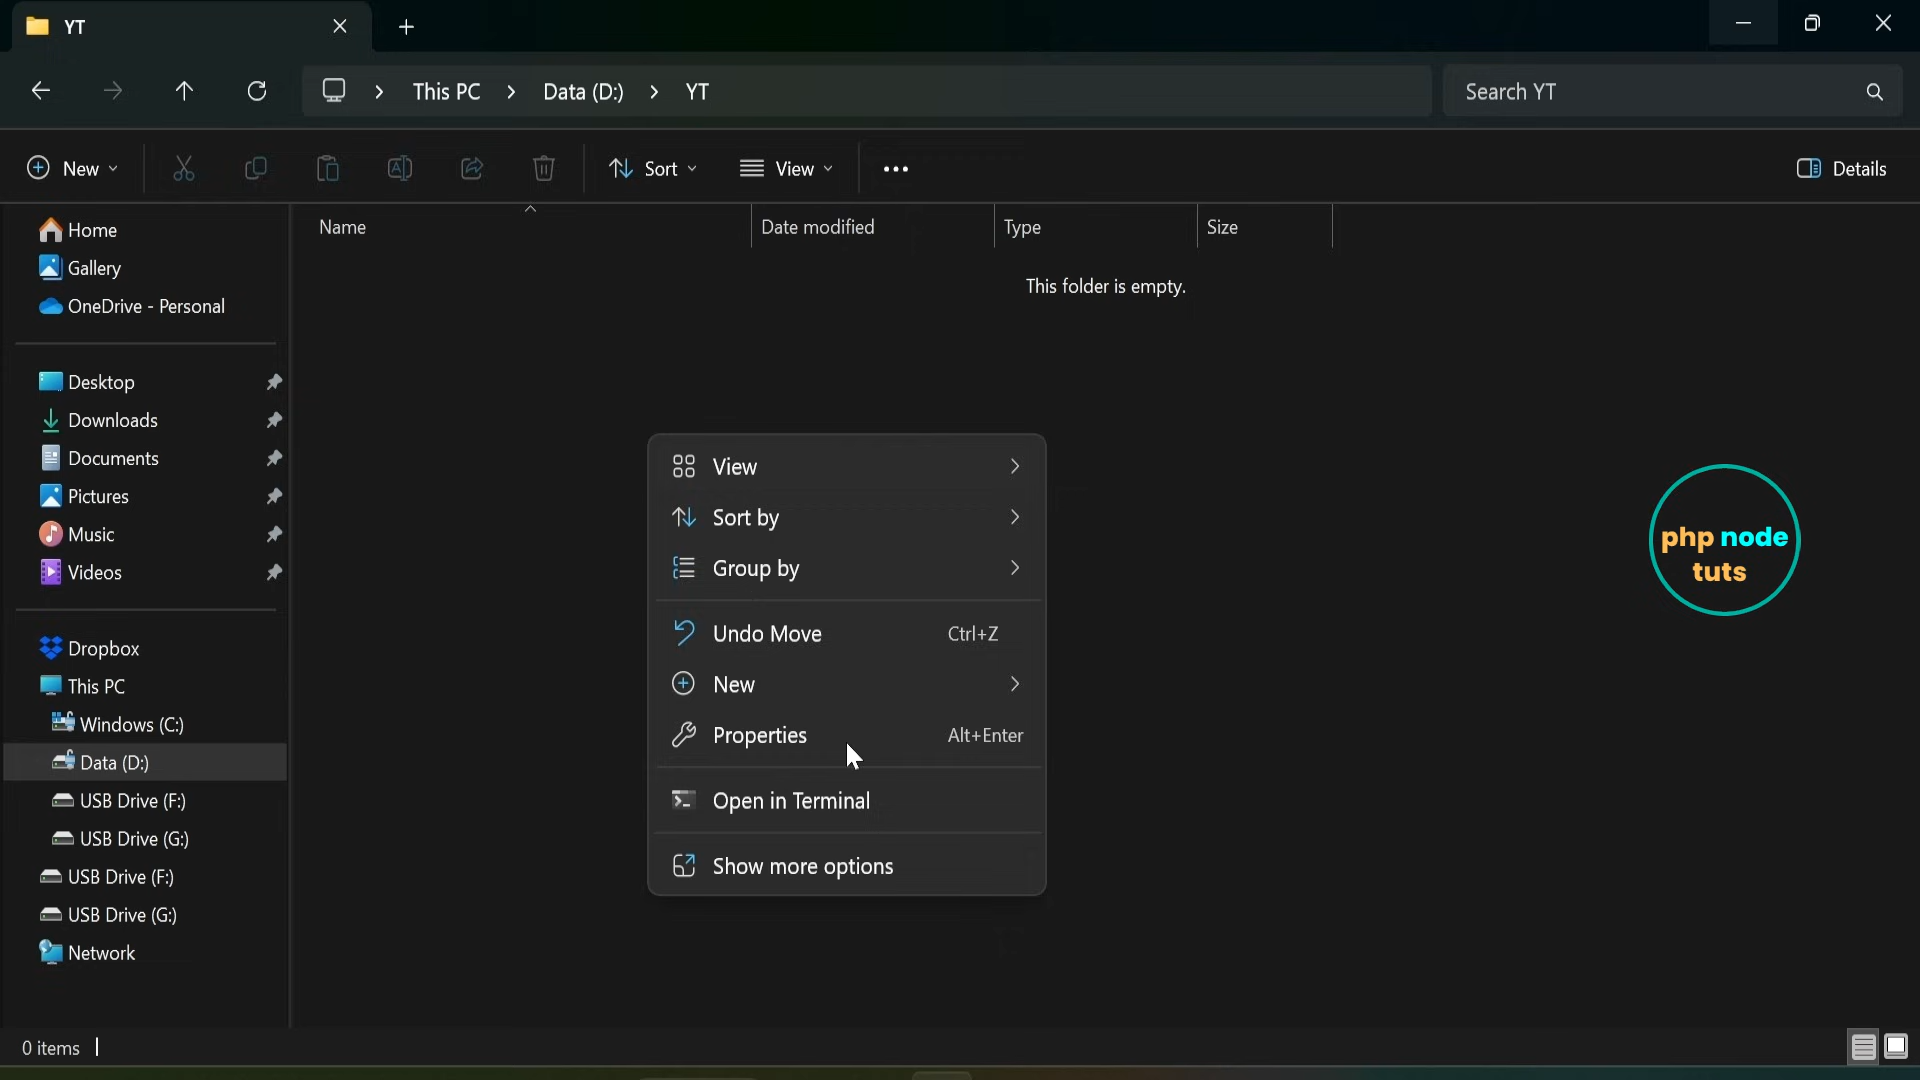 YT
This PC
Data (D:)
YT
Search YT
New
Sort
View
Details
Name
Date modified
Type
Size
This folder is empty.
Home
Gallery
OneDrive - Personal
Desktop
Downloads
Documents
Pictures
Music
Videos
Dropbox
This PC
Windows (C:)
Data (D:)
USB Drive (F:)
USB Drive (G:)
USB Drive (F:)
USB Drive (G:)
Network
View
Sort by
Group by
Undo Move Ctrl+Z
New
Properties Alt+Enter
Open in Terminal
Show more options
php node
tuts
0 items